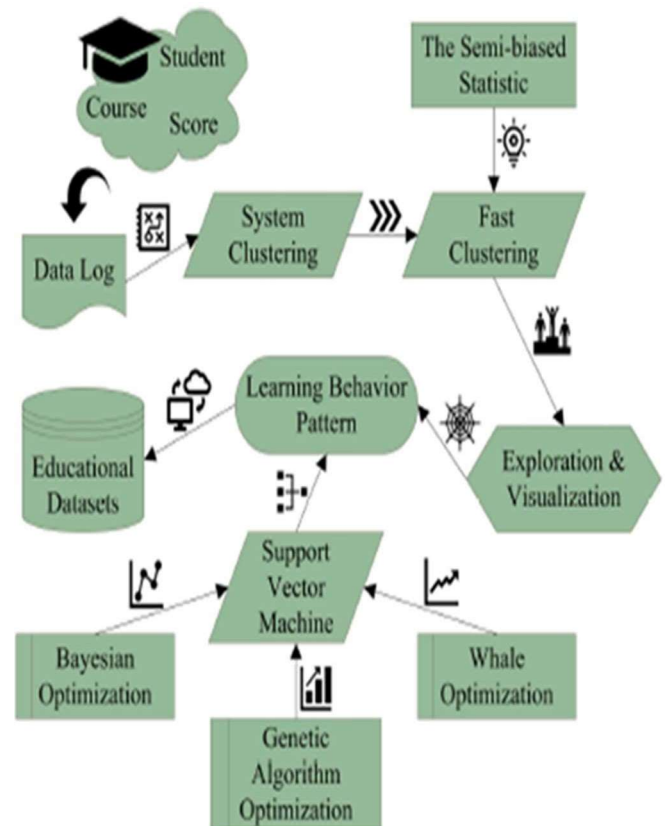 Student
Course
Score
The Semi-biased
Statistic
Data Log
System
Clustering
Fast
Clustering
Educational
Datasets
Learning Behavior
Pattern
Exploration &
Visualization
Support
Vector
Machine
Bayesian
Optimization
Whale
Optimization
Genetic
Algorithm
Optimization